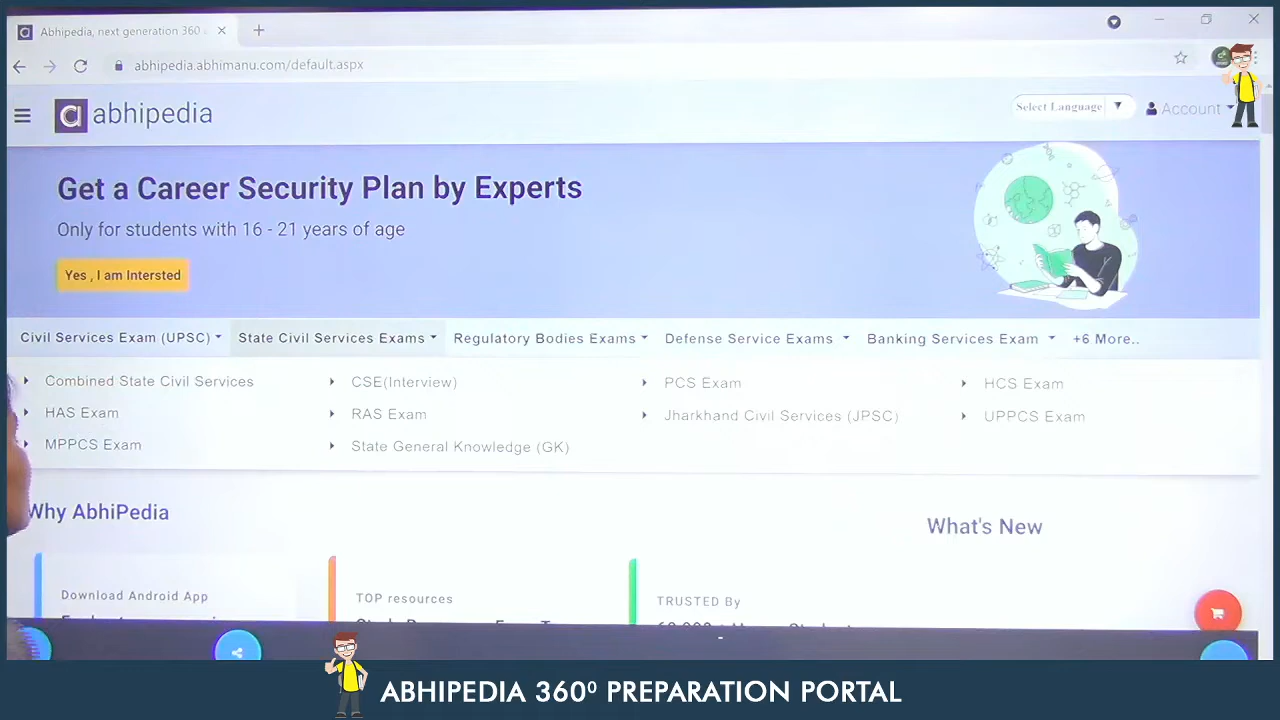 Abhipedia, next generation 360
abhipedia.abhimanu.com/default.aspx
abhipedia
Select Language
Account
Get a Career Security Plan by Experts
Only for students with 16 - 21 years of age
Yes , I am Intersted
Civil Services Exam (UPSC) State Civil Services Exams Regulatory Bodies Exams Defense Service Exams Banking Services Exam +6 More..
Combined State Civil Services CSE(Interview) PCS Exam HCS Exam
HAS Exam RAS Exam Jharkhand Civil Services (JPSC) UPPCS Exam
MPPCS Exam State General Knowledge (GK)
Why AbhiPedia
What's New
Download Android App
TOP resources
TRUSTED By
ABHIPEDIA 360⁰ PREPARATION PORTAL